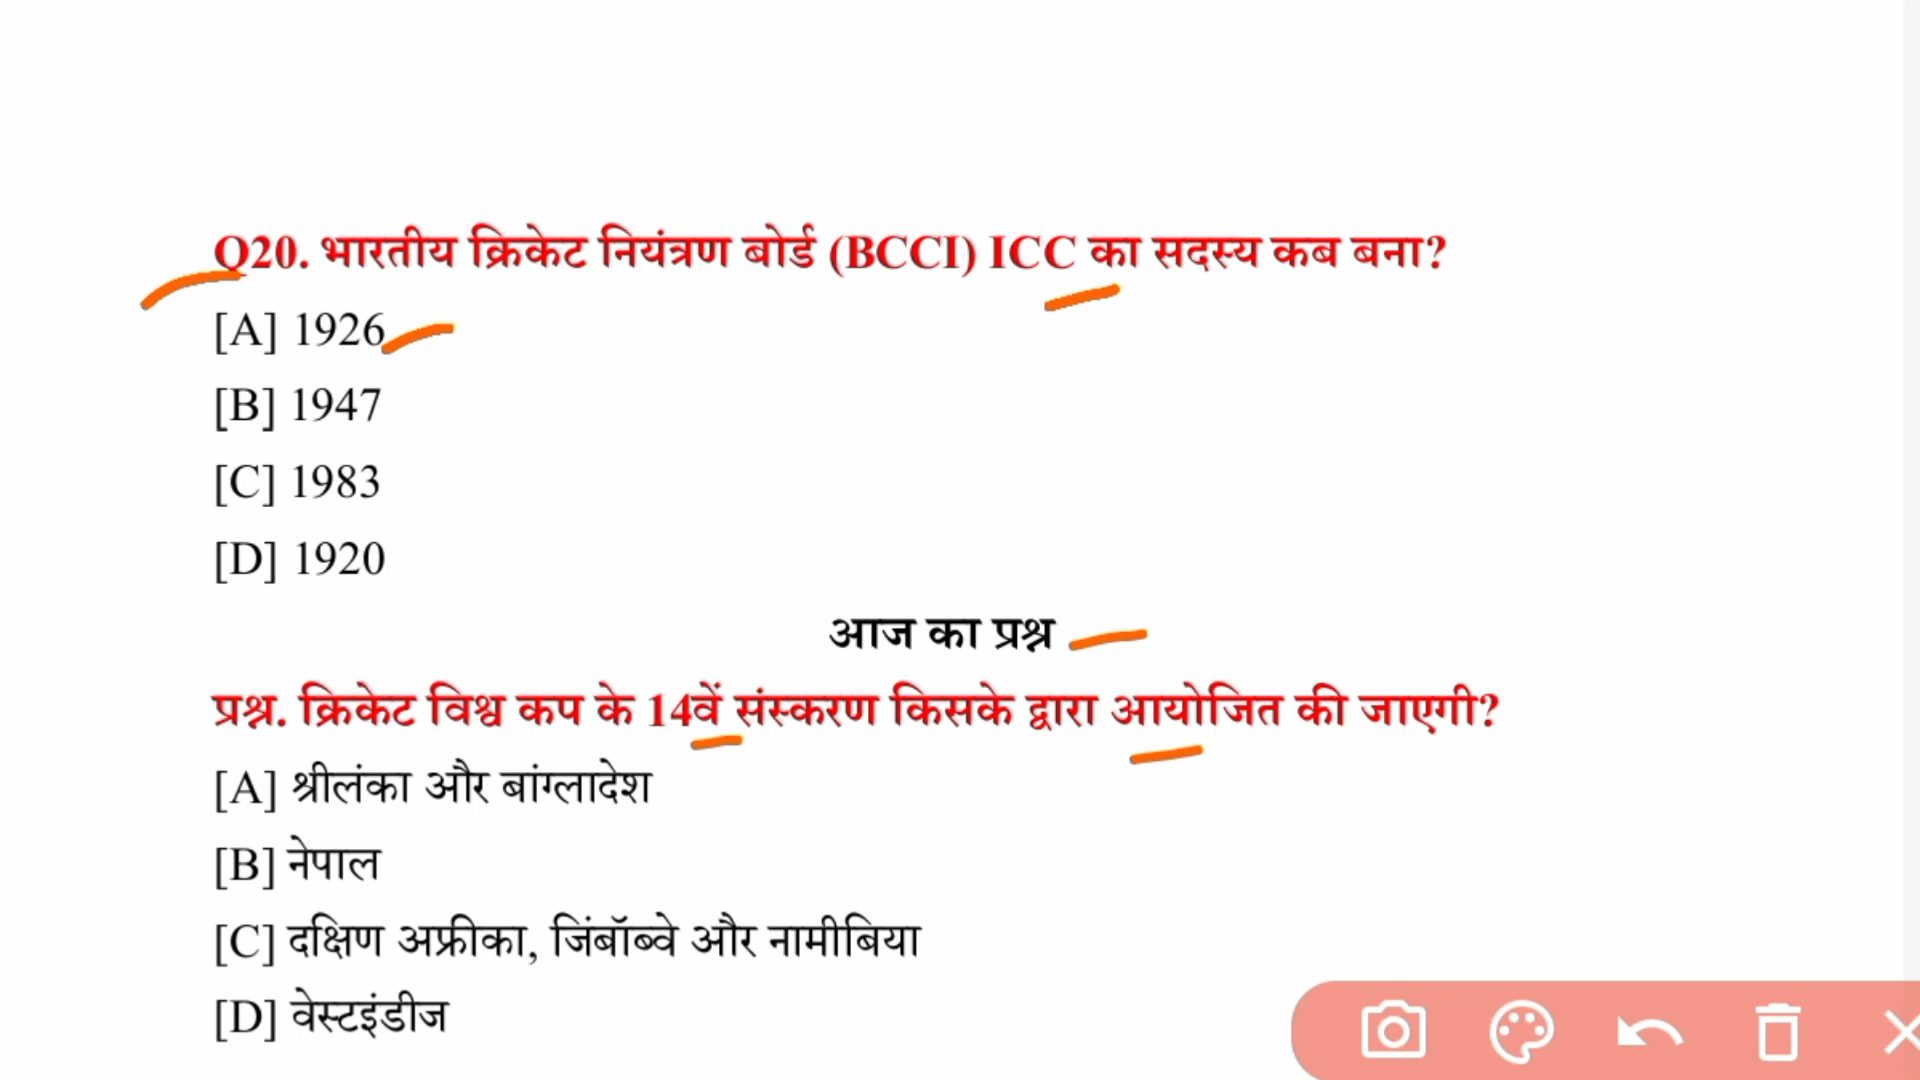 Q20. भारतीय क्रिकेट नियंत्रण बोर्ड (BCCI) ICC का सदस्य कब बना?
[A] 1926
[B] 1947
[C] 1983
[D] 1920
आज का प्रश्न
प्रश्न. क्रिकेट विश्व कप के 14वें संस्करण किसके द्वारा आयोजित की जाएगी?
[A] श्रीलंका और बांग्लादेश
[B] नेपाल
[C] दक्षिण अफ्रीका, जिंबॉब्वे और नामीबिया
[D] वेस्टइंडीज